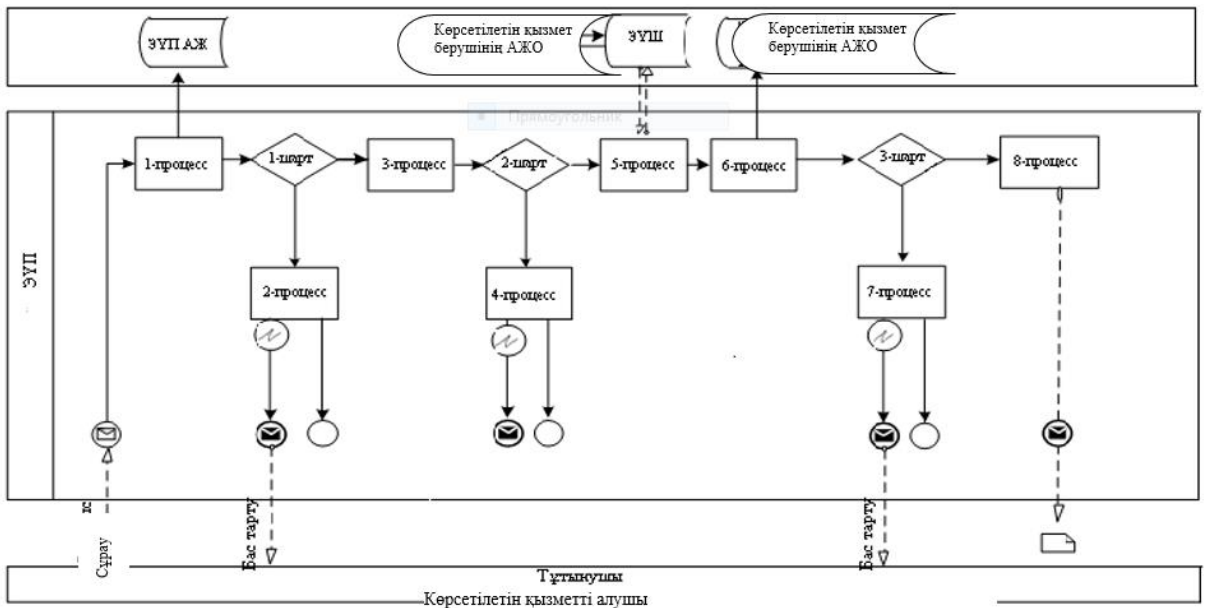 ЭҮП АЖ
Көрсетілетін қызмет
берушінің АЖО
ЭҮШ
Көрсетілетін қызмет
берушінің АЖО
Прямоугольник
1-процесс
1-шарт
3-процесс
2-шарт
5-процесс
6-процесс
3-шарт
8-процесс
ЭҮП
2-процесс
4-процесс
7-процесс
Сұрау
Бас тарту
Бас тарту
Тұтынушы
Көрсетілетін қызметті алушы